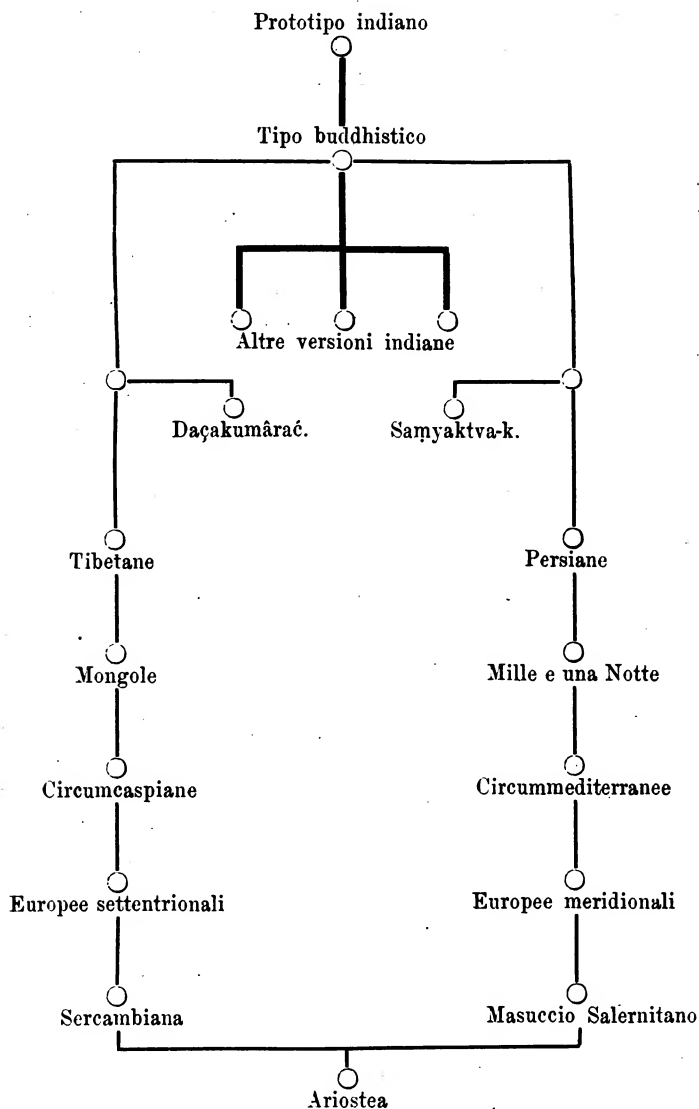 Prototipo indiano
Tipo buddhistico
Altre versioni indiane
Daçakumârać.
Saṃyaktva-k.
Tibetane
Persiane
Mongole
Mille e una Notte
Circumcaspiane
Circummediterranee
Europee settentrionali
Europee meridionali
Sercambiana
Masuccio Salernitano
Ariostea